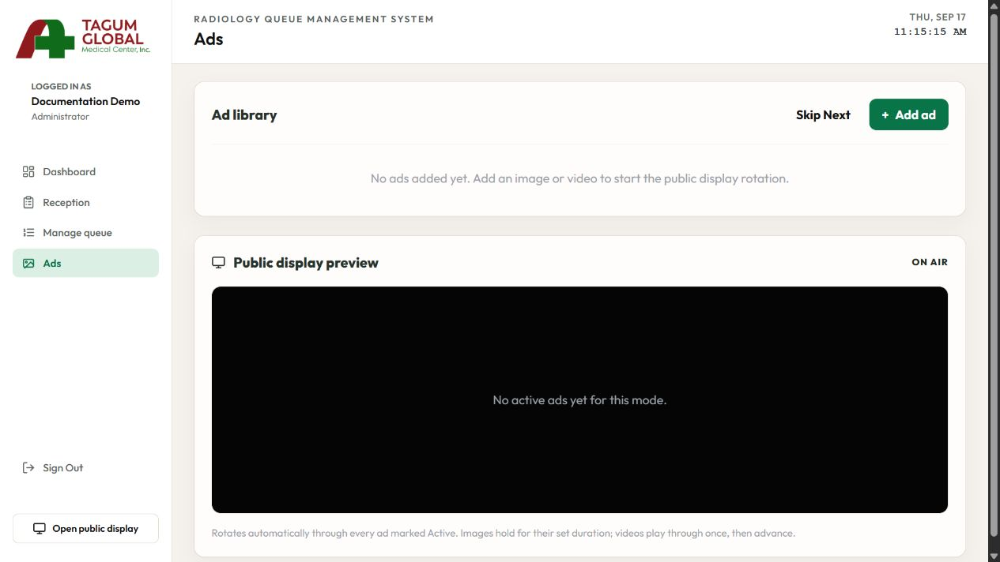 TAGUM
GLOBAL
Medical Center, Inc.
LOGGED IN AS
Documentation Demo
Administrator
Dashboard
Reception
Manage queue
Ads
Sign Out
Open public display
RADIOLOGY QUEUE MANAGEMENT SYSTEM
Ads
THU, SEP 17
11:15:15 AM
Ad library
Skip Next
+ Add ad
No ads added yet. Add an image or video to start the public display rotation.
Public display preview
ON AIR
No active ads yet for this mode.
Rotates automatically through every ad marked Active. Images hold for their set duration; videos play through once, then advance.